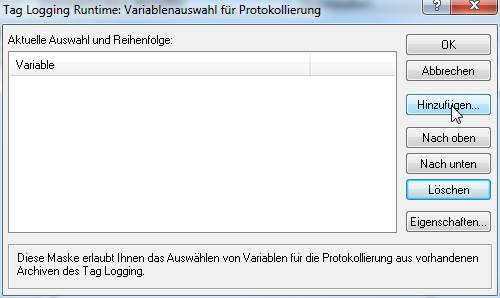 Tag Logging Runtime: Variablenauswahl für Protokollierung
?
Aktuelle Auswahl und Reihenfolge:
Variable
OK
Abbrechen
Hinzufügen...
Nach oben
Nach unten
Löschen
Eigenschaften...
Diese Maske erlaubt Ihnen das Auswählen von Variablen für die Protokollierung aus vorhandenen
Archiven des Tag Logging.